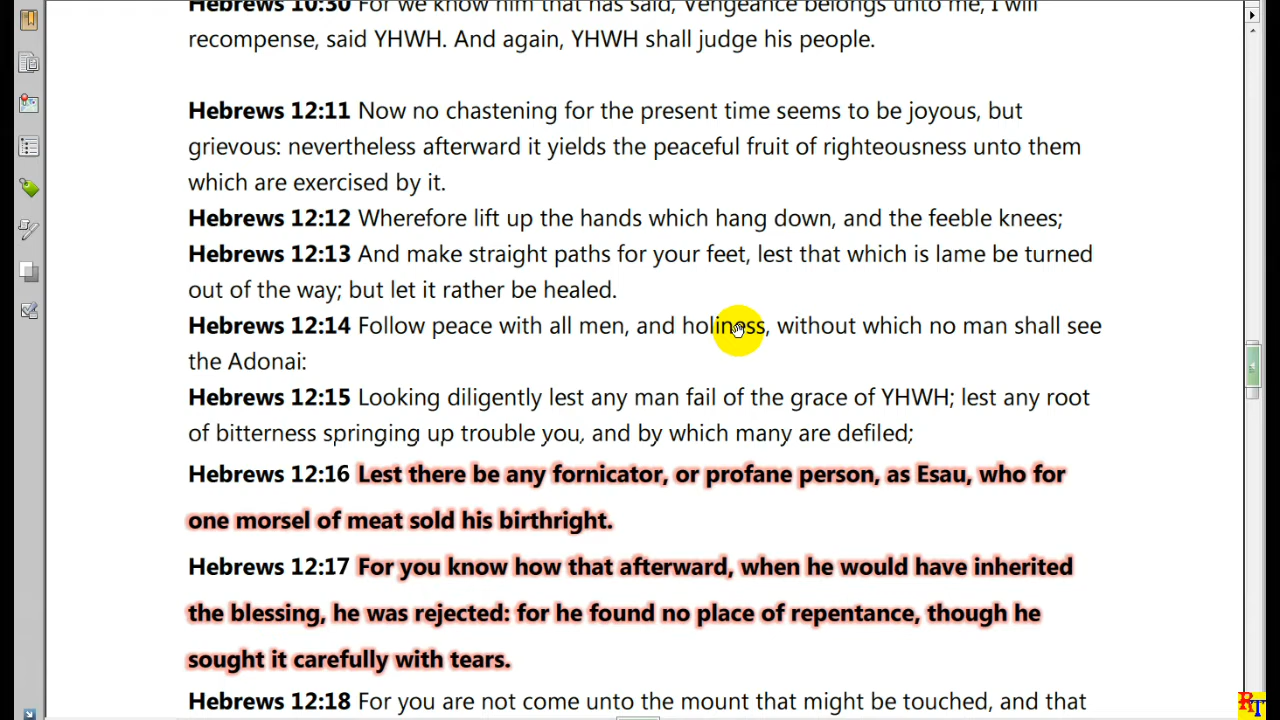 Hebrews 10:30 For we know him that has said, Vengeance belongs unto me, I will
recompense, said YHWH. And again, YHWH shall judge his people.
Hebrews 12:11 Now no chastening for the present time seems to be joyous, but
grievous: nevertheless afterward it yields the peaceful fruit of righteousness unto them
which are exercised by it.
Hebrews 12:12 Wherefore lift up the hands which hang down, and the feeble knees;
Hebrews 12:13 And make straight paths for your feet, lest that which is lame be turned
out of the way; but let it rather be healed.
Hebrews 12:14 Follow peace with all men, and holiness, without which no man shall see
the Adonai:
Hebrews 12:15 Looking diligently lest any man fail of the grace of YHWH; lest any root
of bitterness springing up trouble you, and by which many are defiled;
Hebrews 12:16 Lest there be any fornicator, or profane person, as Esau, who for
one morsel of meat sold his birthright.
Hebrews 12:17 For you know how that afterward, when he would have inherited
the blessing, he was rejected: for he found no place of repentance, though he
sought it carefully with tears.
Hebrews 12:18 For you are not come unto the mount that might be touched, and that
RT